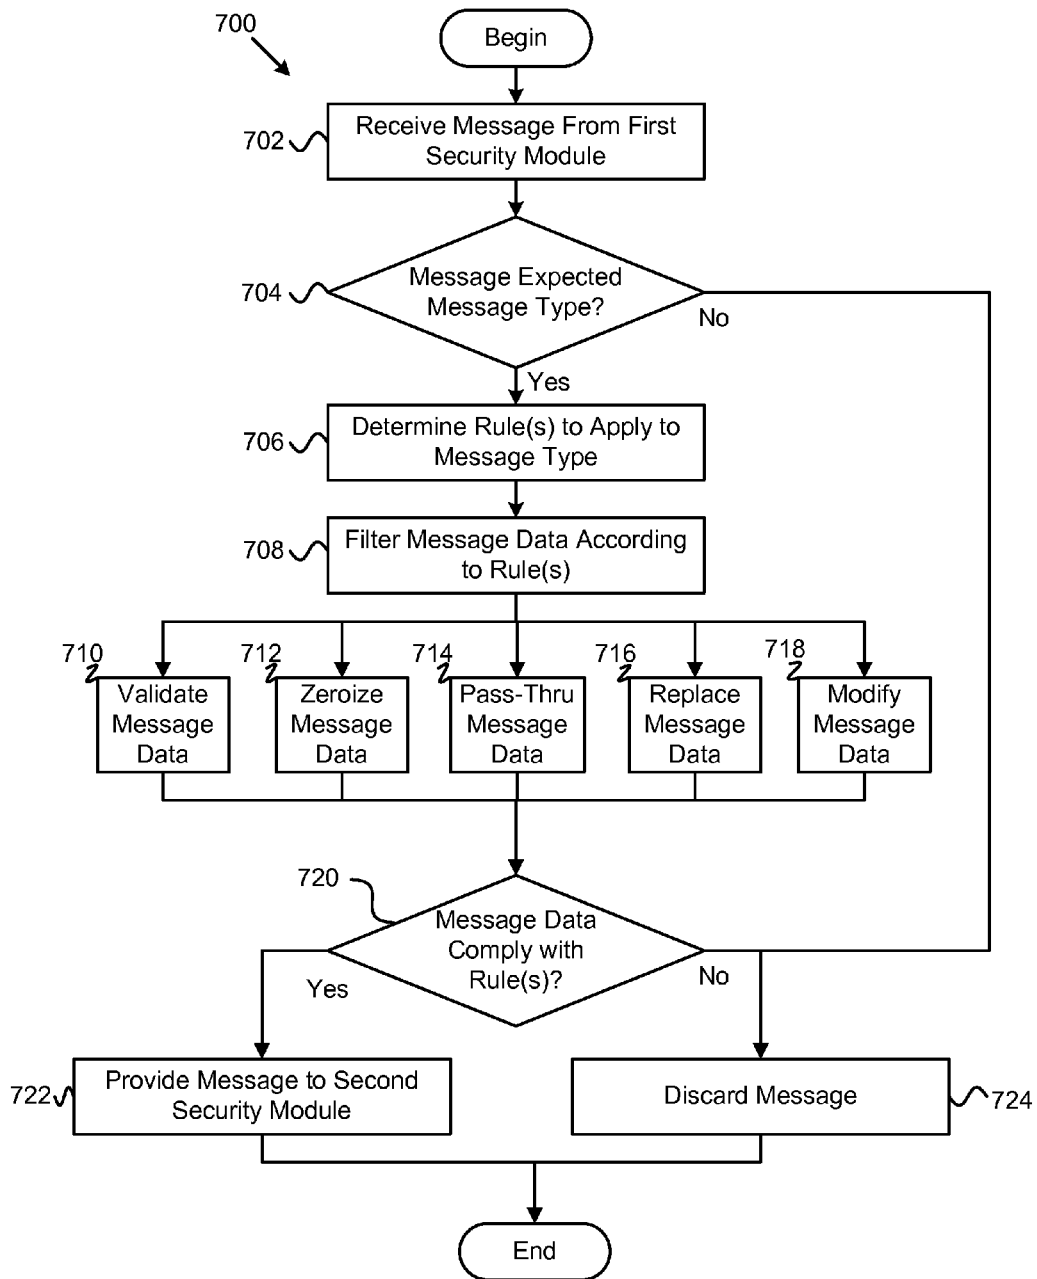 700
Begin
702
Receive Message From First
Security Module
704
Message Expected
Message Type?
No
Yes
706
Determine Rule(s) to Apply to
Message Type
708
Filter Message Data According
to Rule(s)
710
Validate
Message
Data
712
Zeroize
Message
Data
714
Pass-Thru
Message
Data
716
Replace
Message
Data
718
Modify
Message
Data
720
Message Data
Comply with
Rule(s)?
Yes
No
722
Provide Message to Second
Security Module
Discard Message
724
End